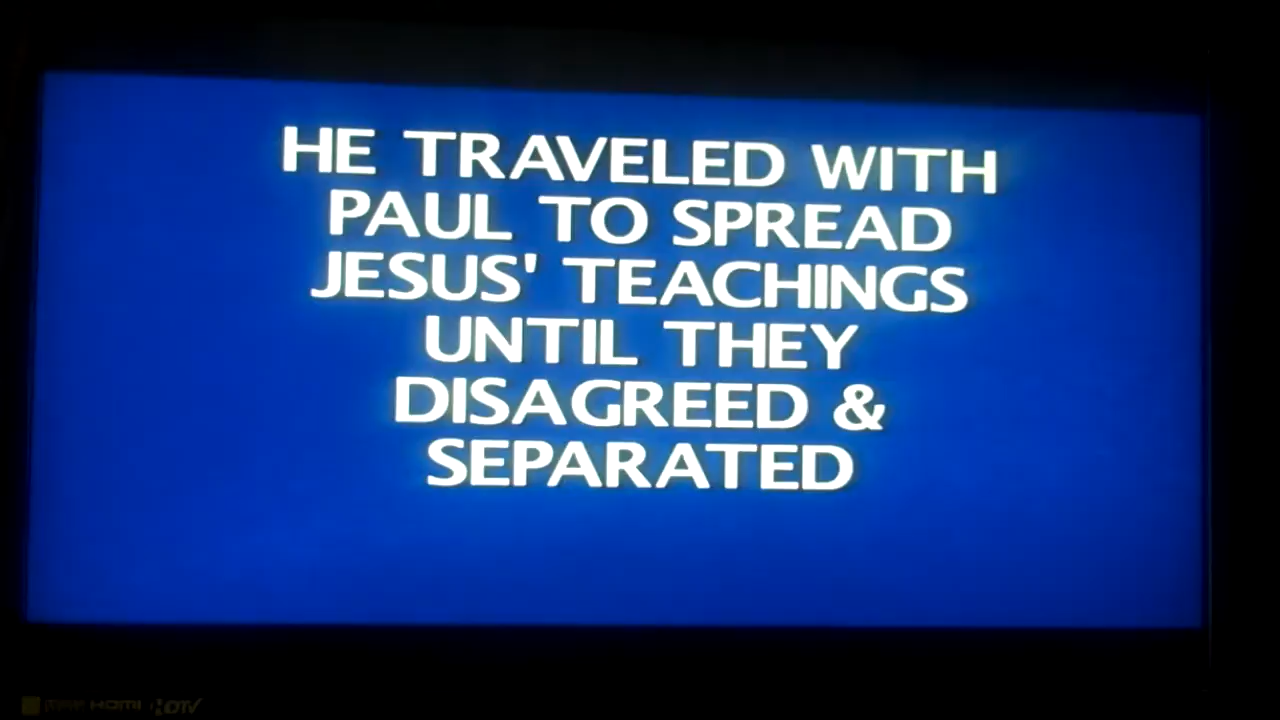 HE TRAVELED WITH
PAUL TO SPREAD
JESUS' TEACHINGS
UNTIL THEY
DISAGREED &
SEPARATED